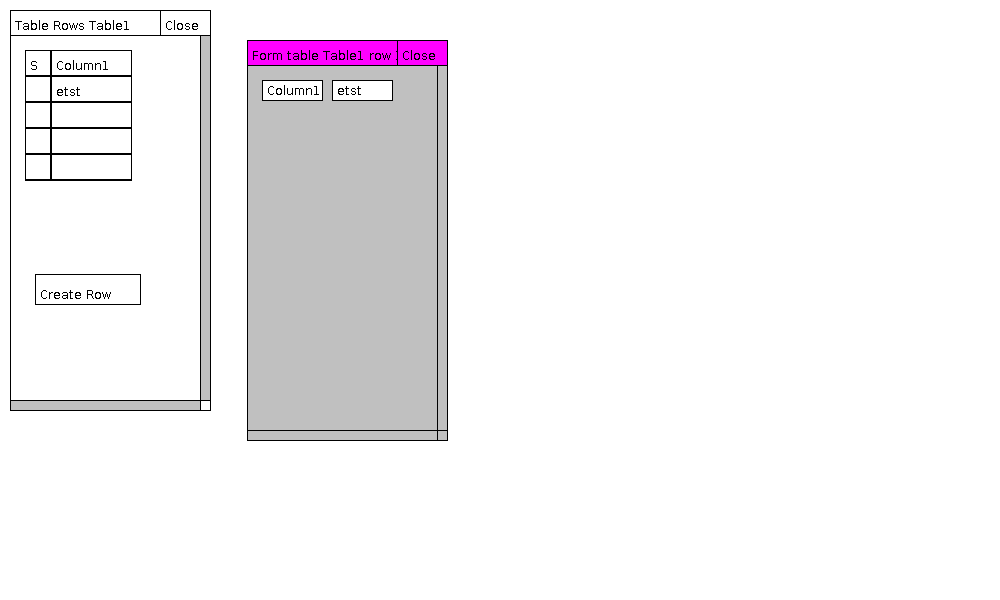 Table Rows Table1 Close
S Column1
etst
Create Row
Form table Table1 row Close
Column1 etst